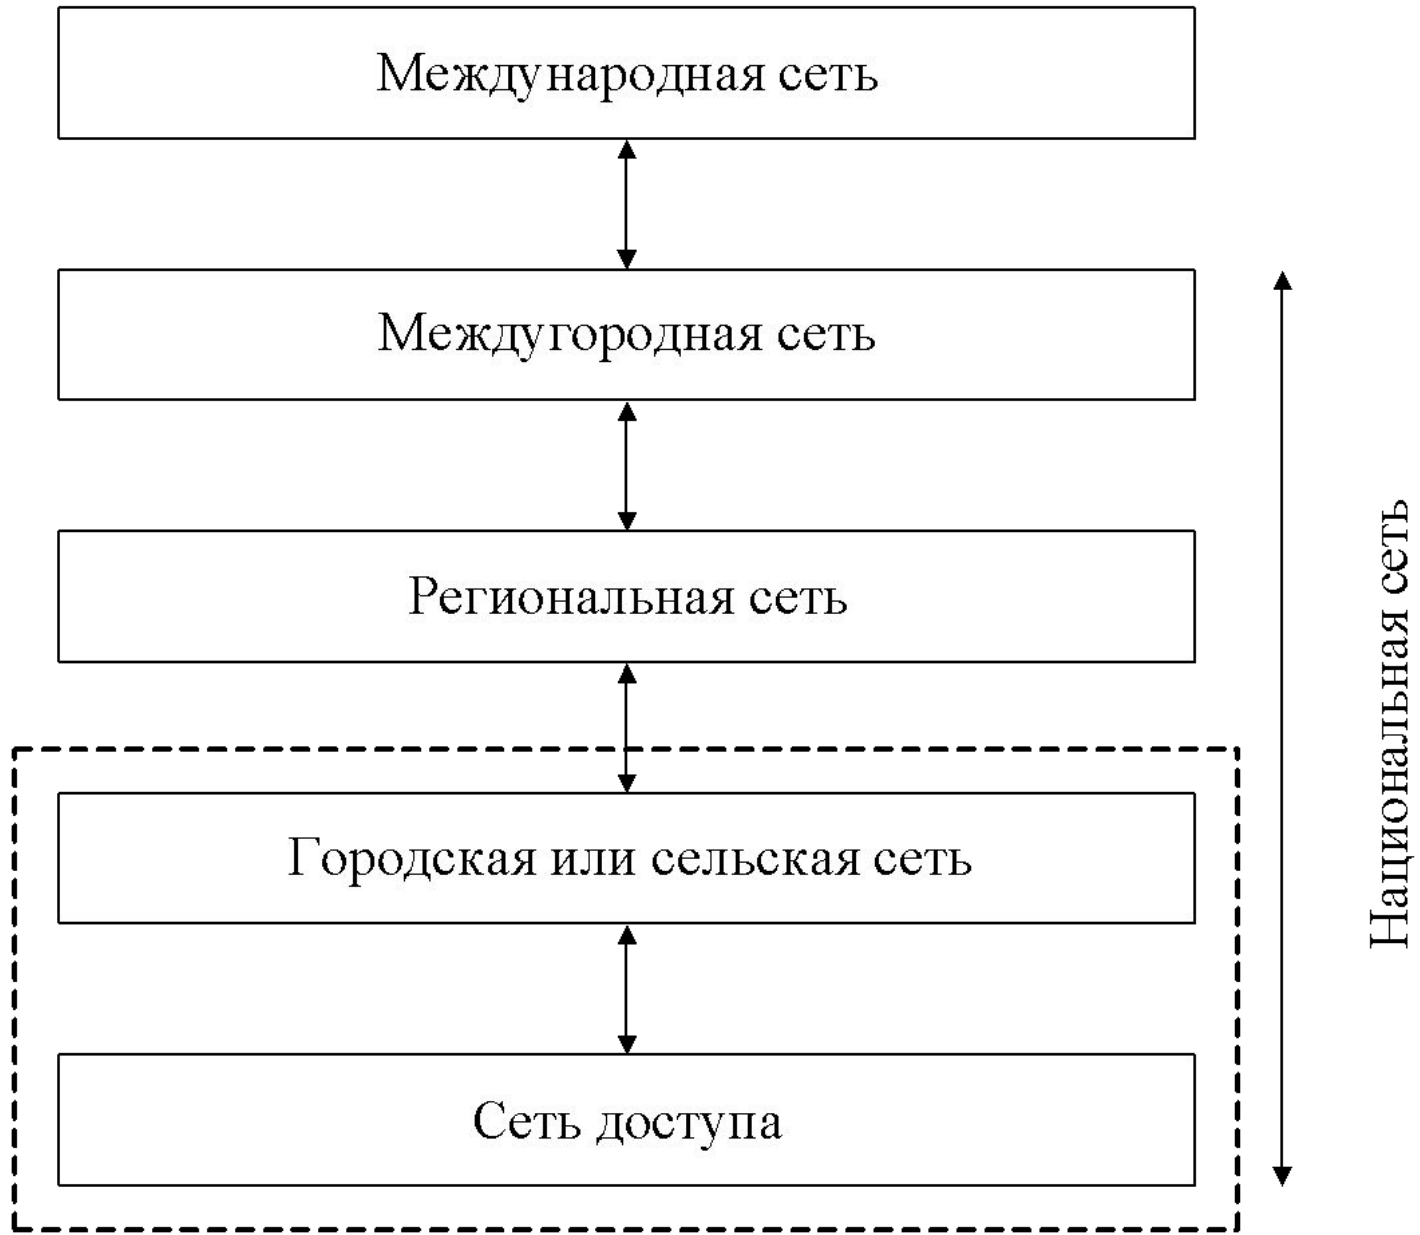 Международная сеть
Междугородная сеть
Региональная сеть
Городская или сельская сеть
Сеть доступа
Национальная сеть